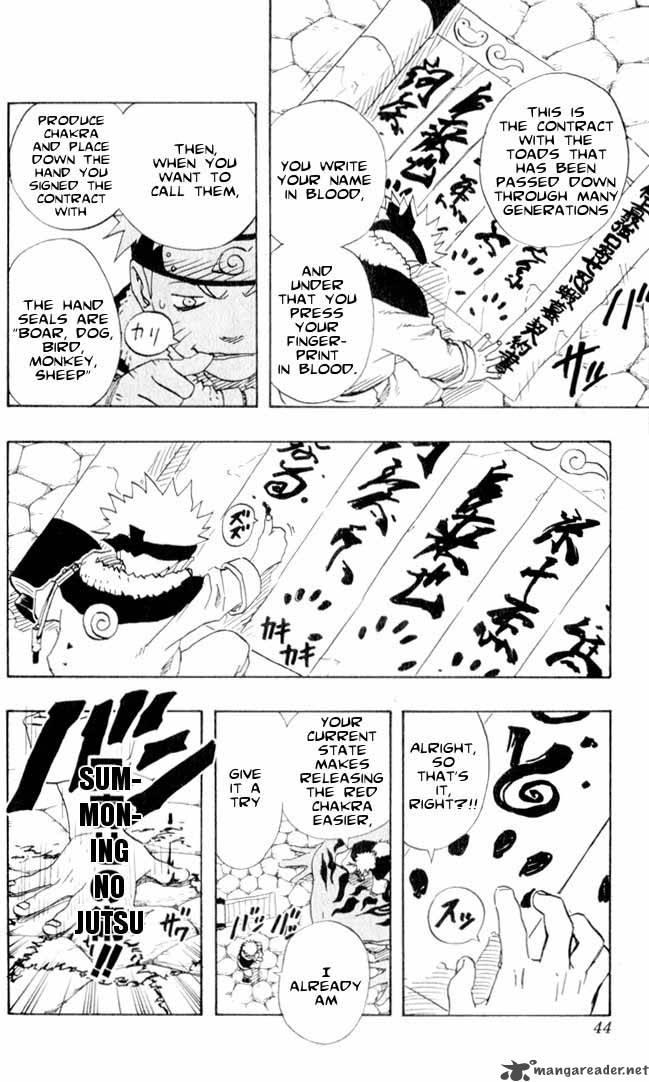 THIS IS
THE CONTRACT
WITH THE
TOADS THAT
HAS BEEN
PASSED DOWN
THROUGH MANY
GENERATIONS
YOU WRITE
YOUR NAME
IN BLOOD,
AND
UNDER
THAT YOU
PRESS
YOUR
FINGER-
PRINT
IN BLOOD.
THEN,
WHEN YOU
WANT TO
CALL THEM,
PRODUCE
CHAKRA
AND PLACE
DOWN THE
HAND YOU
SIGNED THE
CONTRACT
WITH
THE HAND
SEALS ARE
"BOAR, DOG,
BIRD,
MONKEY,
SHEEP"
カリ
ズズ
カキ
カキ
ALRIGHT,
SO
THAT'S
IT,
RIGHT?!!
スッ
YOUR
CURRENT
STATE
MAKES
RELEASING
THE RED
CHAKRA
EASIER,
GIVE
IT A
TRY
I
ALREADY
AM
バッ
バッ
バン
SUM-
MON-
ING
NO
JUTSU
!!
ザワ
44
mangareader.net